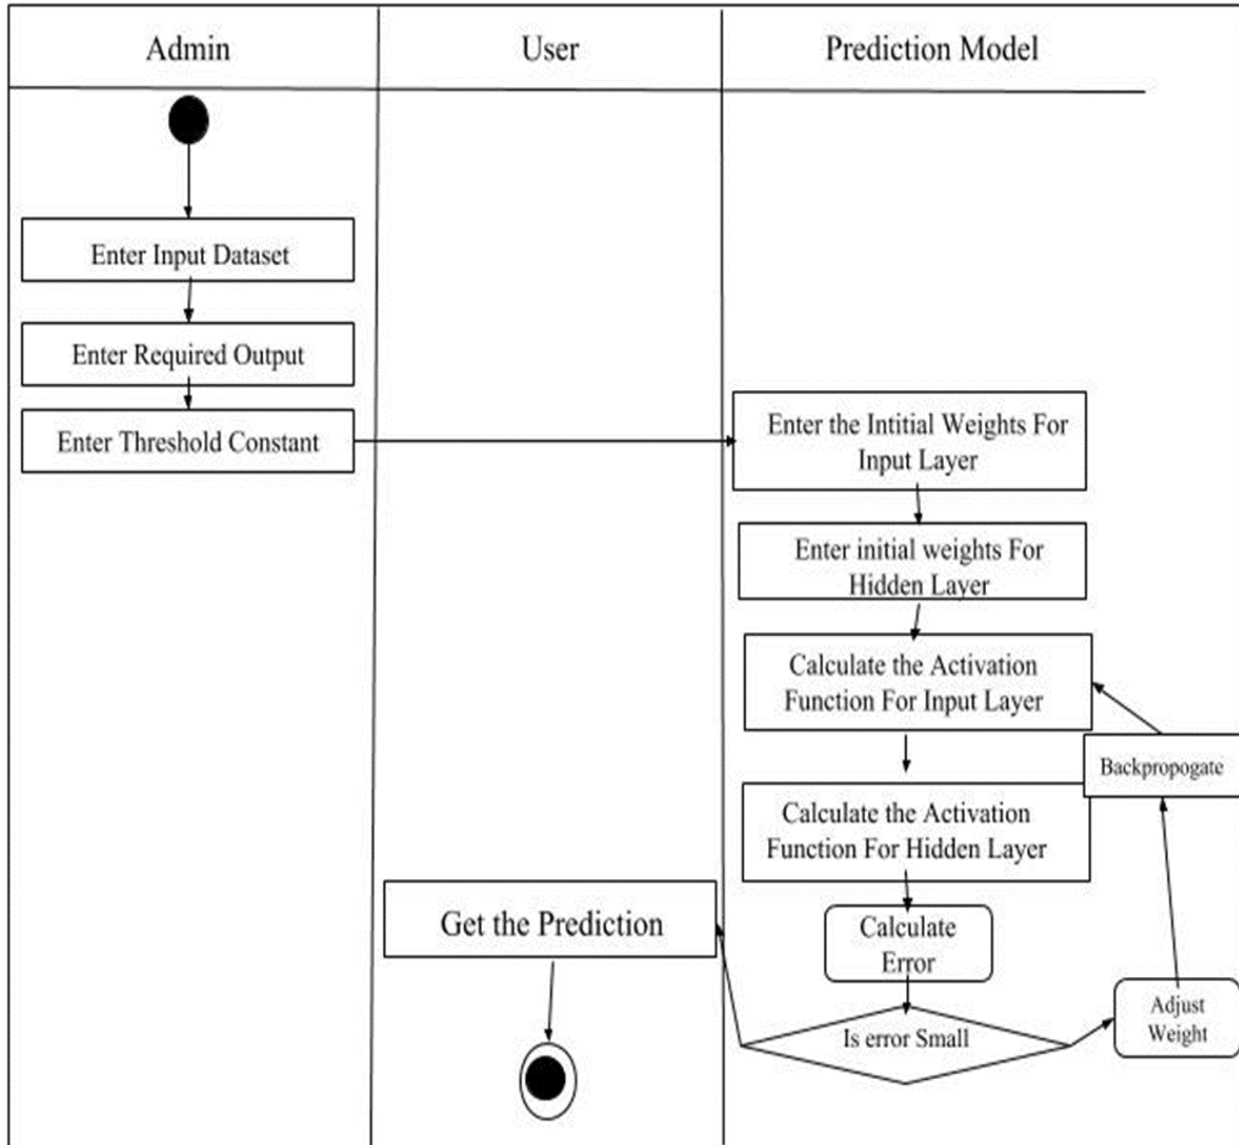 Admin
User
Prediction Model
Enter Input Dataset
Enter Required Output
Enter Threshold Constant
Enter the Intitial Weights For
Input Layer
Enter initial weights For
Hidden Layer
Calculate the Activation
Function For Input Layer
Backpropogate
Calculate the Activation
Function For Hidden Layer
Get the Prediction
Calculate
Error
Is error Small
Adjust
Weight